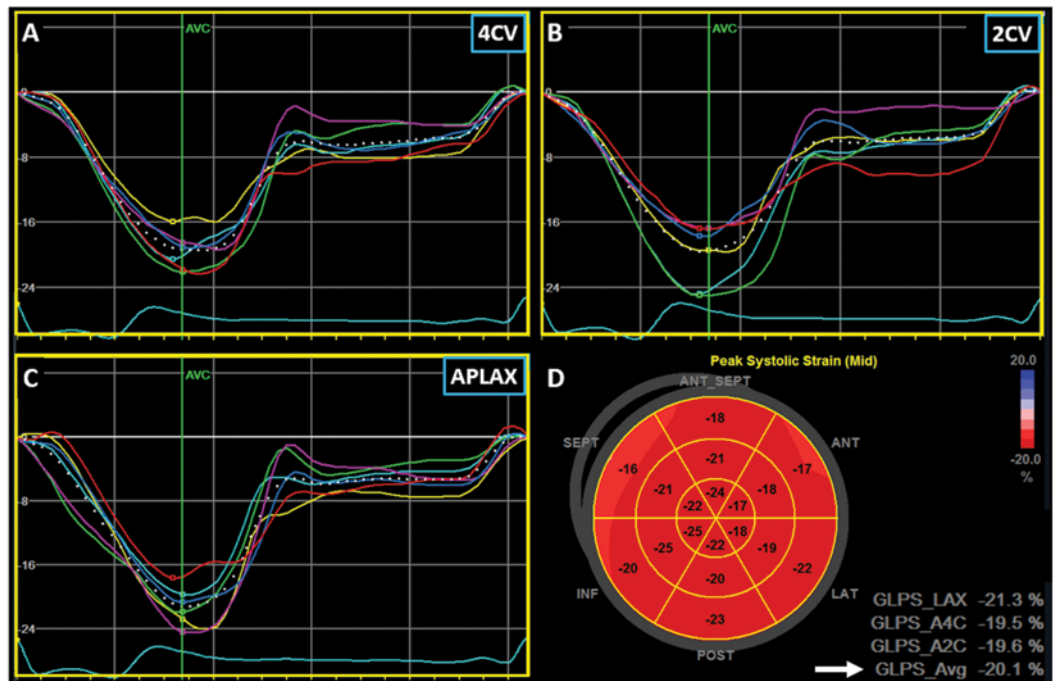 A
AVC
4CV
0
-8
-16
-24
B
AVC
2CV
0
-8
-16
-24
C
AVC
APLAX
-8
-16
-24
D
Peak Systolic Strain (Mid)
ANT_SEPT
20.0
SEPT
ANT
-18
-16
-17
-21
-21
-18
-20.0
%
-24
-22
-17
-25
-18
-22
-25
-19
-20
-22
-20
INF
LAT
-23
POST
GLPS_LAX -21.3 %
GLPS_A4C -19.5 %
GLPS_A2C -19.6 %
GLPS_Avg -20.1 %